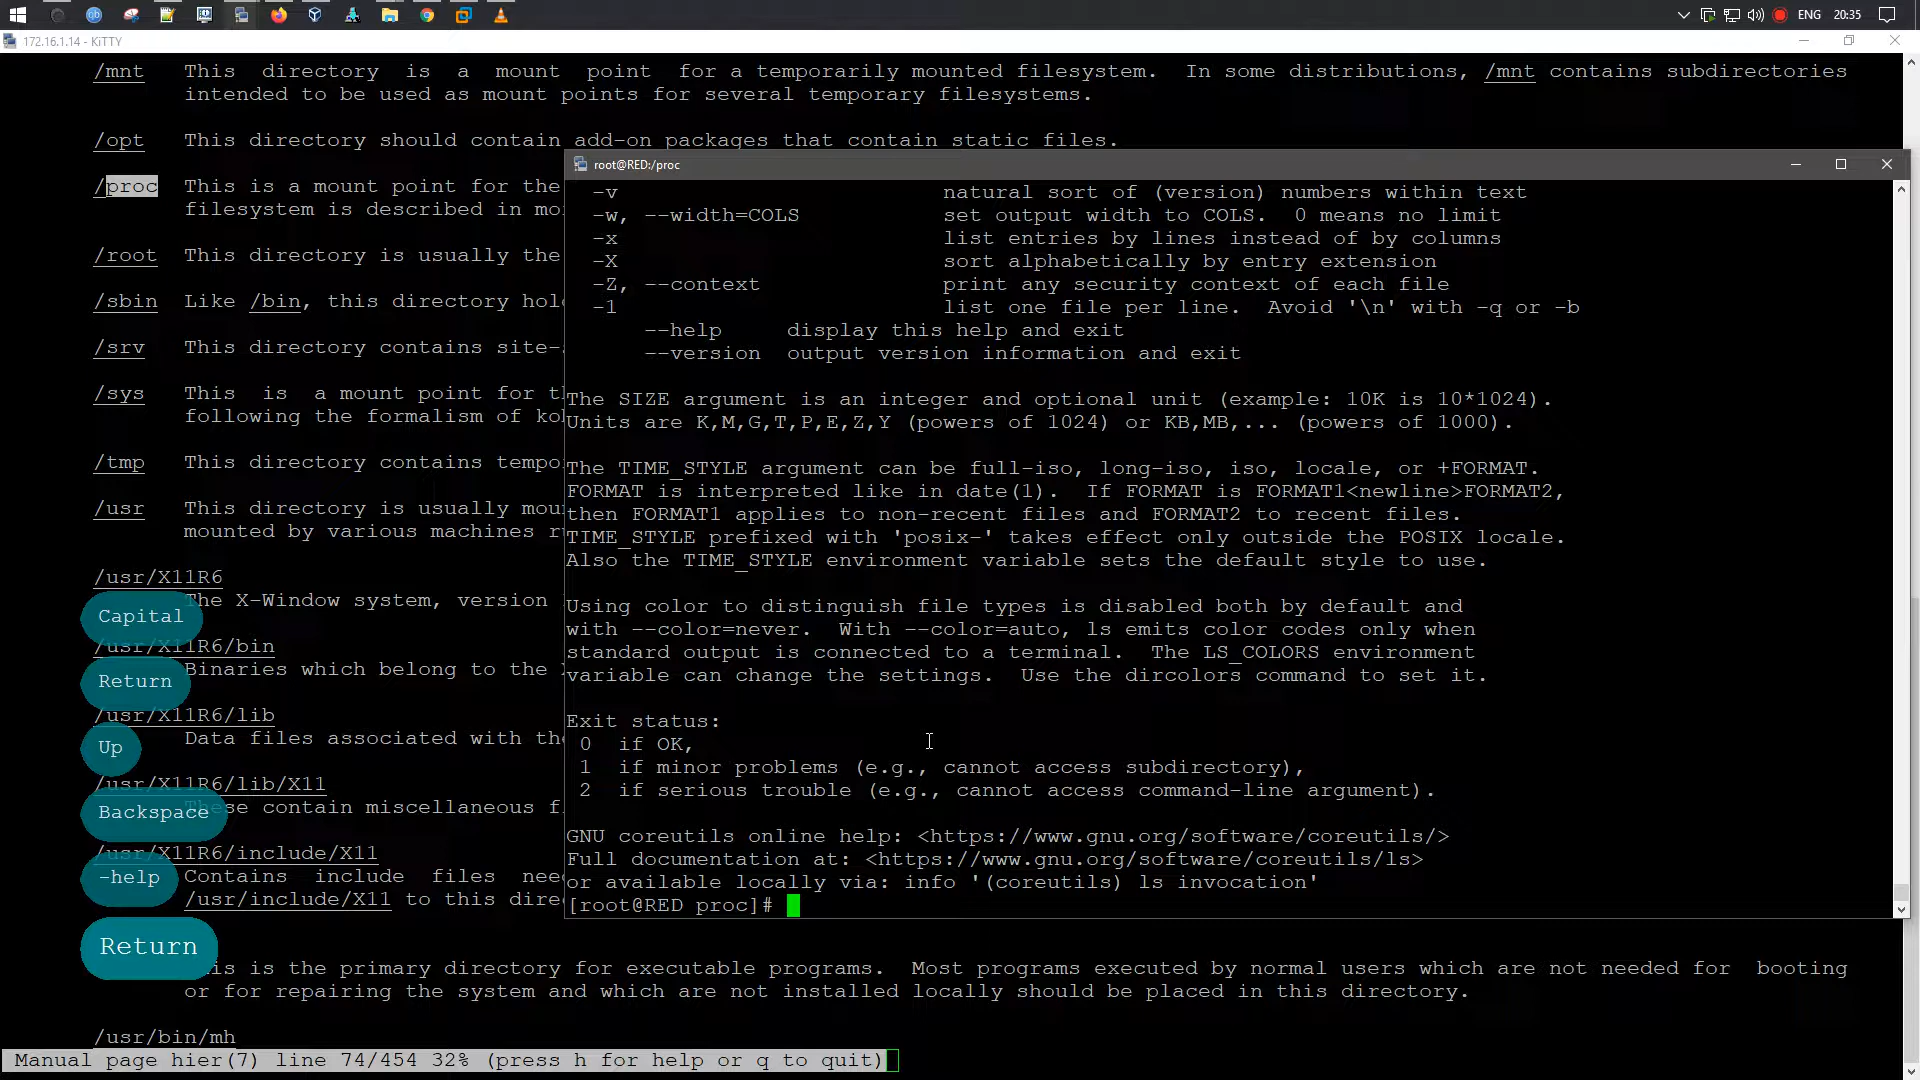 ENG 20:35
172.16.1.14 - KiTTY
/mnt This directory is a mount point for a temporarily mounted filesystem. In some distributions, /mnt contains subdirectories
intended to be used as mount points for several temporary filesystems.
/opt This directory should contain add-on packages that contain static files.
/proc This is a mount point for the
filesystem is described in mo
/root This directory is usually the
/sbin Like /bin, this directory hol
/srv This directory contains site-
/sys This is a mount point for t
following the formalism of ko
/tmp This directory contains tempo
/usr This directory is usually mou
mounted by various machines r
/usr/X11R6
The X-Window system, version
/usr/X11R6/bin
Binaries which belong to the
/usr/X11R6/lib
Data files associated with the
/usr/X11R6/lib/X11
These contain miscellaneous f
/usr/X11R6/include/X11
Contains include files nee
/usr/include/X11 to this dire
This is the primary directory for executable programs. Most programs executed by normal users which are not needed for booting
or for repairing the system and which are not installed locally should be placed in this directory.
/usr/bin/mh
Manual page hier(7) line 74/454 32% (press h for help or q to quit)
root@RED:/proc
-v natural sort of (version) numbers within text
-w, --width=COLS set output width to COLS. 0 means no limit
-x list entries by lines instead of by columns
-X sort alphabetically by entry extension
-Z, --context print any security context of each file
-1 list one file per line. Avoid '\n' with -q or -b
--help display this help and exit
--version output version information and exit
The SIZE argument is an integer and optional unit (example: 10K is 10*1024).
Units are K,M,G,T,P,E,Z,Y (powers of 1024) or KB,MB,... (powers of 1000).
The TIME_STYLE argument can be full-iso, long-iso, iso, locale, or +FORMAT.
FORMAT is interpreted like in date(1). If FORMAT is FORMAT1<newline>FORMAT2,
then FORMAT1 applies to non-recent files and FORMAT2 to recent files.
TIME_STYLE prefixed with 'posix-' takes effect only outside the POSIX locale.
Also the TIME_STYLE environment variable sets the default style to use.
Using color to distinguish file types is disabled both by default and
with --color=never. With --color=auto, ls emits color codes only when
standard output is connected to a terminal. The LS_COLORS environment
variable can change the settings. Use the dircolors command to set it.
Exit status:
0 if OK,
1 if minor problems (e.g., cannot access subdirectory),
2 if serious trouble (e.g., cannot access command-line argument).
GNU coreutils online help: <https://www.gnu.org/software/coreutils/>
Full documentation at: <https://www.gnu.org/software/coreutils/ls>
or available locally via: info '(coreutils) ls invocation'
[root@RED proc]#
Capital
Return
Up
Backspace
-help
Return